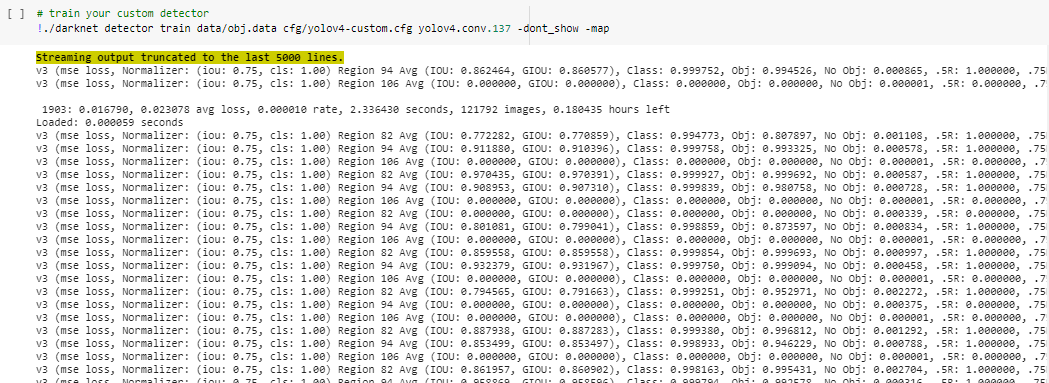 [ ] # train your custom detector
!./darknet detector train data/obj.data cfg/yolov4-custom.cfg yolov4.conv.137 -dont_show -map
Streaming output truncated to the last 5000 lines.
v3 (mse loss, Normalizer: (iou: 0.75, cls: 1.00) Region 94 Avg (IOU: 0.862464, GIOU: 0.860577), Class: 0.999752, Obj: 0.994526, No Obj: 0.000865, .5R: 1.000000, .75
v3 (mse loss, Normalizer: (iou: 0.75, cls: 1.00) Region 106 Avg (IOU: 0.000000, GIOU: 0.000000), Class: 0.000000, Obj: 0.000000, No Obj: 0.000001, .5R: 0.000000, .7
1903: 0.016790, 0.023078 avg loss, 0.000010 rate, 2.336430 seconds, 121792 images, 0.180435 hours left
Loaded: 0.000059 seconds
v3 (mse loss, Normalizer: (iou: 0.75, cls: 1.00) Region 82 Avg (IOU: 0.772282, GIOU: 0.770859), Class: 0.994773, Obj: 0.807897, No Obj: 0.001108, .5R: 1.000000, .75
v3 (mse loss, Normalizer: (iou: 0.75, cls: 1.00) Region 94 Avg (IOU: 0.911880, GIOU: 0.910396), Class: 0.999758, Obj: 0.993325, No Obj: 0.000578, .5R: 1.000000, .75
v3 (mse loss, Normalizer: (iou: 0.75, cls: 1.00) Region 106 Avg (IOU: 0.000000, GIOU: 0.000000), Class: 0.000000, Obj: 0.000000, No Obj: 0.000001, .5R: 0.000000, .7
v3 (mse loss, Normalizer: (iou: 0.75, cls: 1.00) Region 82 Avg (IOU: 0.970435, GIOU: 0.970391), Class: 0.999927, Obj: 0.999692, No Obj: 0.000587, .5R: 1.000000, .75
v3 (mse loss, Normalizer: (iou: 0.75, cls: 1.00) Region 94 Avg (IOU: 0.908953, GIOU: 0.907310), Class: 0.999839, Obj: 0.980758, No Obj: 0.000728, .5R: 1.000000, .75
v3 (mse loss, Normalizer: (iou: 0.75, cls: 1.00) Region 106 Avg (IOU: 0.000000, GIOU: 0.000000), Class: 0.000000, Obj: 0.000000, No Obj: 0.000001, .5R: 0.000000, .7
v3 (mse loss, Normalizer: (iou: 0.75, cls: 1.00) Region 82 Avg (IOU: 0.000000, GIOU: 0.000000), Class: 0.000000, Obj: 0.000000, No Obj: 0.000339, .5R: 0.000000, .75
v3 (mse loss, Normalizer: (iou: 0.75, cls: 1.00) Region 94 Avg (IOU: 0.801081, GIOU: 0.799041), Class: 0.998859, Obj: 0.873597, No Obj: 0.000834, .5R: 1.000000, .75
v3 (mse loss, Normalizer: (iou: 0.75, cls: 1.00) Region 106 Avg (IOU: 0.000000, GIOU: 0.000000), Class: 0.000000, Obj: 0.000000, No Obj: 0.000001, .5R: 0.000000, .7
v3 (mse loss, Normalizer: (iou: 0.75, cls: 1.00) Region 82 Avg (IOU: 0.859558, GIOU: 0.859558), Class: 0.999854, Obj: 0.999693, No Obj: 0.000997, .5R: 1.000000, .75
v3 (mse loss, Normalizer: (iou: 0.75, cls: 1.00) Region 94 Avg (IOU: 0.932379, GIOU: 0.931967), Class: 0.999750, Obj: 0.999094, No Obj: 0.000458, .5R: 1.000000, .75
v3 (mse loss, Normalizer: (iou: 0.75, cls: 1.00) Region 106 Avg (IOU: 0.000000, GIOU: 0.000000), Class: 0.000000, Obj: 0.000000, No Obj: 0.000001, .5R: 0.000000, .7
v3 (mse loss, Normalizer: (iou: 0.75, cls: 1.00) Region 82 Avg (IOU: 0.794565, GIOU: 0.791663), Class: 0.999251, Obj: 0.952971, No Obj: 0.002272, .5R: 1.000000, .75
v3 (mse loss, Normalizer: (iou: 0.75, cls: 1.00) Region 94 Avg (IOU: 0.000000, GIOU: 0.000000), Class: 0.000000, Obj: 0.000000, No Obj: 0.000375, .5R: 0.000000, .75
v3 (mse loss, Normalizer: (iou: 0.75, cls: 1.00) Region 106 Avg (IOU: 0.000000, GIOU: 0.000000), Class: 0.000000, Obj: 0.000000, No Obj: 0.000001, .5R: 0.000000, .7
v3 (mse loss, Normalizer: (iou: 0.75, cls: 1.00) Region 82 Avg (IOU: 0.887938, GIOU: 0.887283), Class: 0.999380, Obj: 0.996812, No Obj: 0.001292, .5R: 1.000000, .75
v3 (mse loss, Normalizer: (iou: 0.75, cls: 1.00) Region 94 Avg (IOU: 0.853499, GIOU: 0.853497), Class: 0.998933, Obj: 0.946229, No Obj: 0.000788, .5R: 1.000000, .75
v3 (mse loss, Normalizer: (iou: 0.75, cls: 1.00) Region 106 Avg (IOU: 0.000000, GIOU: 0.000000), Class: 0.000000, Obj: 0.000000, No Obj: 0.000001, .5R: 0.000000, .7
v3 (mse loss, Normalizer: (iou: 0.75, cls: 1.00) Region 82 Avg (IOU: 0.861957, GIOU: 0.860902), Class: 0.998163, Obj: 0.995431, No Obj: 0.002704, .5R: 1.000000, .75